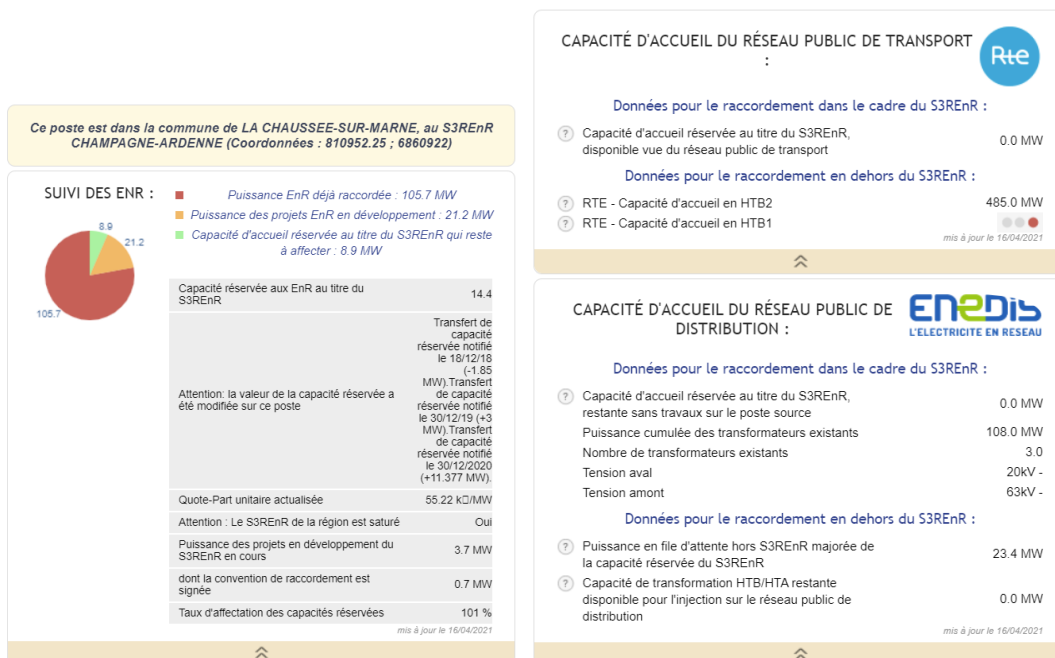 Ce poste est dans la commune de LA CHAUSSEE-SUR-MARNE, au S3REnR
CHAMPAGNE-ARDENNE (Coordonnées : 810952.25 ; 6860922)
SUIVI DES ENR :
Puissance EnR déjà raccordée : 105.7 MW
Puissance des projets EnR en développement : 21.2 MW
Capacité d'accueil réservée au titre du S3REnR qui reste
à affecter : 8.9 MW
8.9
21.2
105.7
Capacité réservée aux EnR au titre du
S3REnR
14.4
Attention: la valeur de la capacité réservée a
été modifiée sur ce poste
Transfert de
capacité
réservée notifié
le 18/12/18
(-1.85
MW).Transfert
de capacité
réservée notifié
le 30/12/19 (+3
MW).Transfert
de capacité
réservée notifié
le 30/12/2020
(+11.377 MW).
Quote-Part unitaire actualisée 55.22 k□/MW
Attention : Le S3REnR de la région est saturé Oui
Puissance des projets en développement du
S3REnR en cours
3.7 MW
dont la convention de raccordement est
signée
0.7 MW
Taux d'affectation des capacités réservées 101 %
mis à jour le 16/04/2021
CAPACITÉ D'ACCUEIL DU RÉSEAU PUBLIC DE TRANSPORT
:
Rte
Données pour le raccordement dans le cadre du S3REnR :
? Capacité d'accueil réservée au titre du S3REnR,
disponible vue du réseau public de transport
0.0 MW
Données pour le raccordement en dehors du S3REnR :
? RTE - Capacité d'accueil en HTB2 485.0 MW
? RTE - Capacité d'accueil en HTB1
mis à jour le 16/04/2021
CAPACITÉ D'ACCUEIL DU RÉSEAU PUBLIC DE
DISTRIBUTION :
ENEDIS
L'ELECTRICITE EN RESEAU
Données pour le raccordement dans le cadre du S3REnR :
? Capacité d'accueil réservée au titre du S3REnR,
restante sans travaux sur le poste source
0.0 MW
Puissance cumulée des transformateurs existants 108.0 MW
Nombre de transformateurs existants 3.0
Tension aval 20kV -
Tension amont 63kV -
Données pour le raccordement en dehors du S3REnR :
? Puissance en file d'attente hors S3REnR majorée de
la capacité réservée du S3REnR
23.4 MW
? Capacité de transformation HTB/HTA restante
disponible pour l'injection sur le réseau public de
distribution
0.0 MW
mis à jour le 16/04/2021